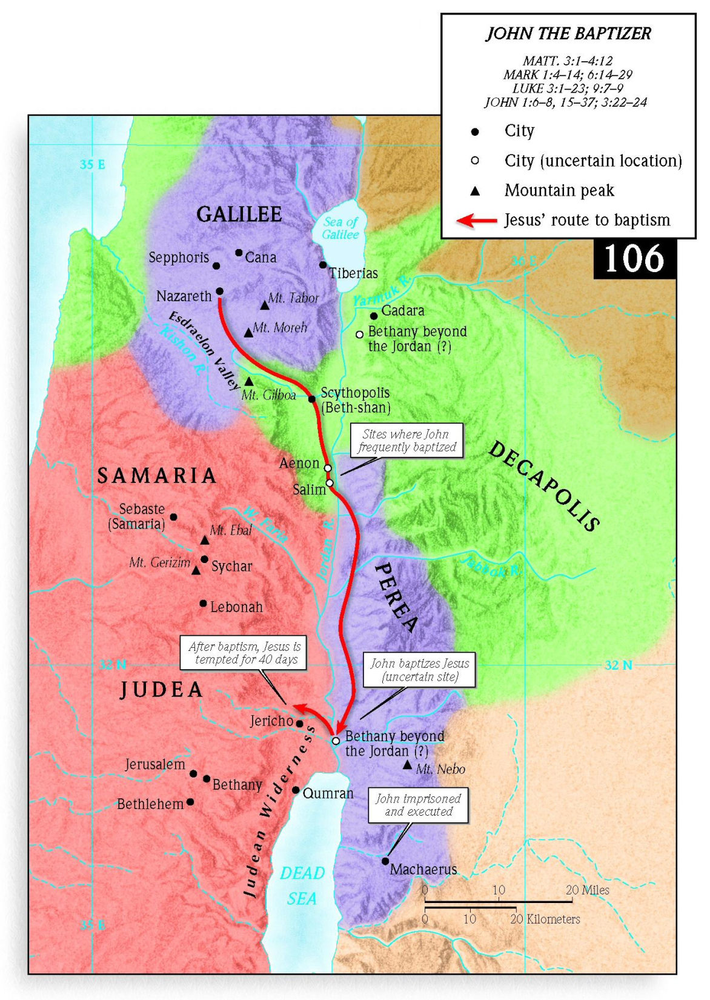 JOHN THE BAPTIZER
MATT. 3:1–4:12
MARK 1:4–14; 6:14–29
LUKE 3:1–23; 9:7–9
JOHN 1:6–8, 15–37; 3:22–24
City
City (uncertain location)
Mountain peak
Jesus' route to baptism
106
35 E
36 E
GALILEE
Sea of
Galilee
Sepphoris
Cana
Tiberias
Nazareth
Mt. Tabor
Yarmuk R.
Gadara
Mt. Moreh
Bethany beyond
the Jordan (?)
Esdraelon Valley
Kishon R.
Mt. Gilboa
Scythopolis
(Beth-shan)
Sites where John
frequently baptized
Aenon
Salim
DECAPOLIS
SAMARIA
Sebaste
(Samaria)
W. Faria
Mt. Ebal
Jordan R.
Mt. Gerizim
Sychar
Jabbok R.
PEREA
Lebonah
After baptism, Jesus is
tempted for 40 days
John baptizes Jesus
(uncertain site)
32 N
32 N
JUDEA
Jericho
Bethany beyond
the Jordan (?)
Mt. Nebo
Jerusalem
Bethany
Judean Widerness
Qumran
Bethlehem
John imprisoned
and executed
Machaerus
DEAD
SEA
0 10 20 Miles
0 10 20 Kilometers
35 E